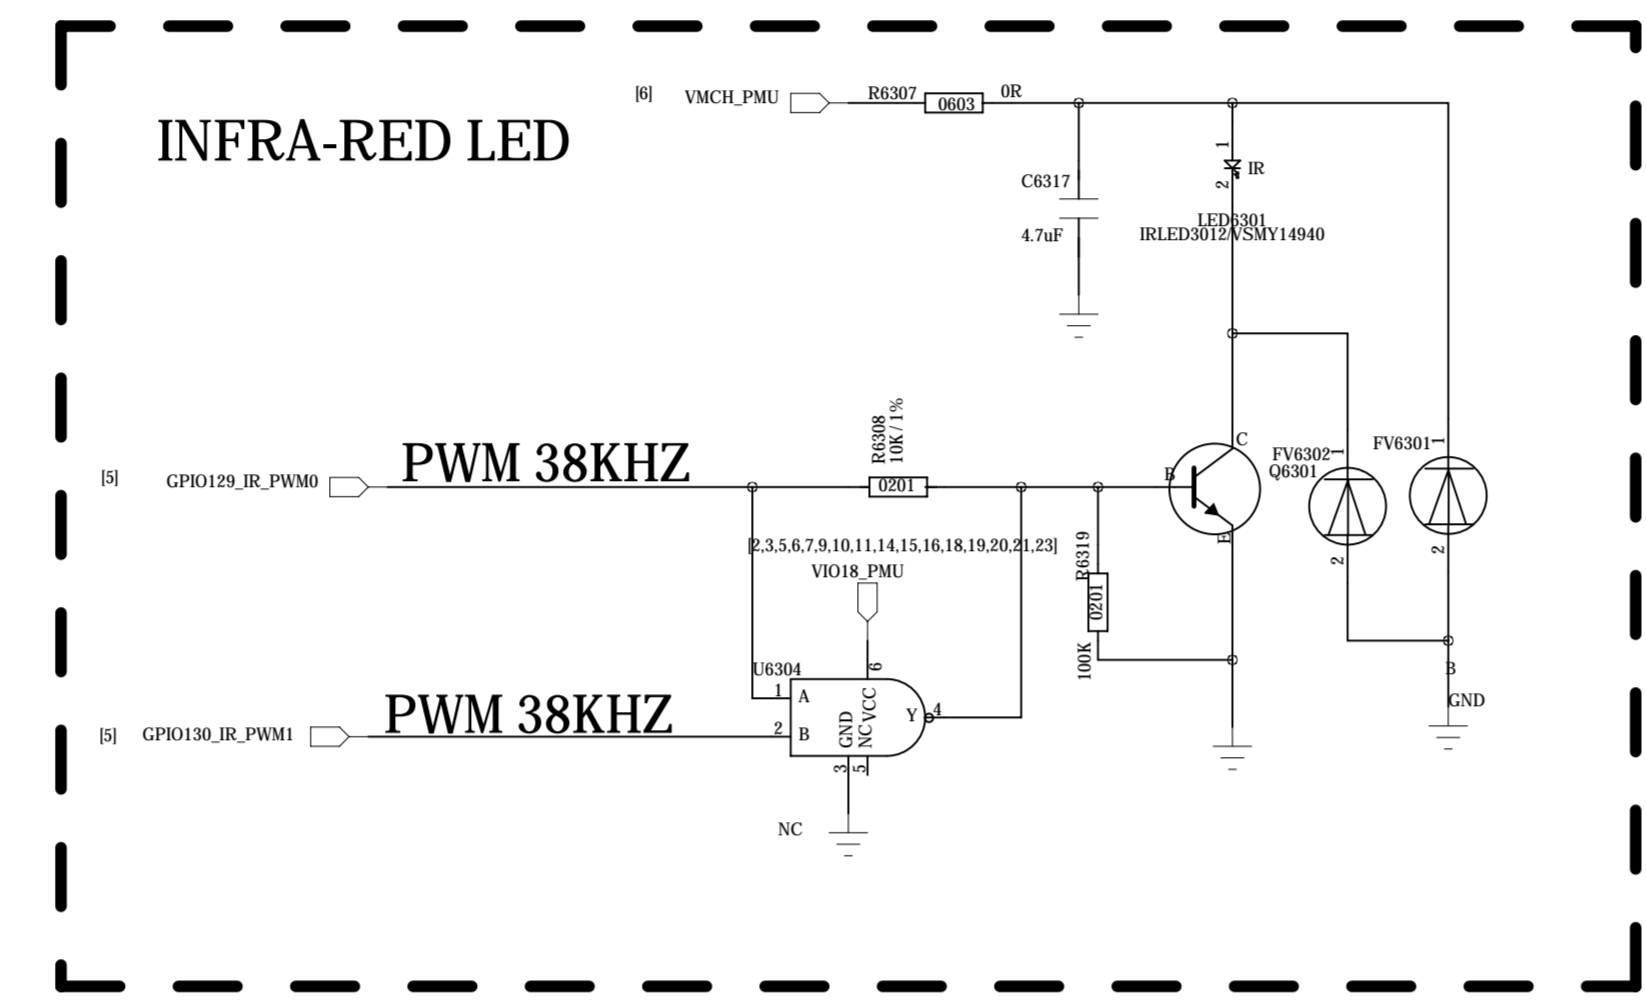 [6] VMCH_PMU R6307 0603 0R
INFRA-RED LED
1
IR
2
C6317
LED6301
4.7uF
IRLED3012/VSMY14940
R6308
10K / 1%
PWM 38KHZ
[5] GPIO129_IR_PWM0
0201
B
C
E
FV6302
1
Q6301
2
FV6301
1
2
[2,3,5,6,7,9,10,11,14,15,16,18,19,20,21,23]
VIO18_PMU
R6319
0201
100K
U6304
6
1 A
VCC
GND
NC
Y 4
PWM 38KHZ
[5] GPIO130_IR_PWM1
2 B
3
5
B
GND
NC